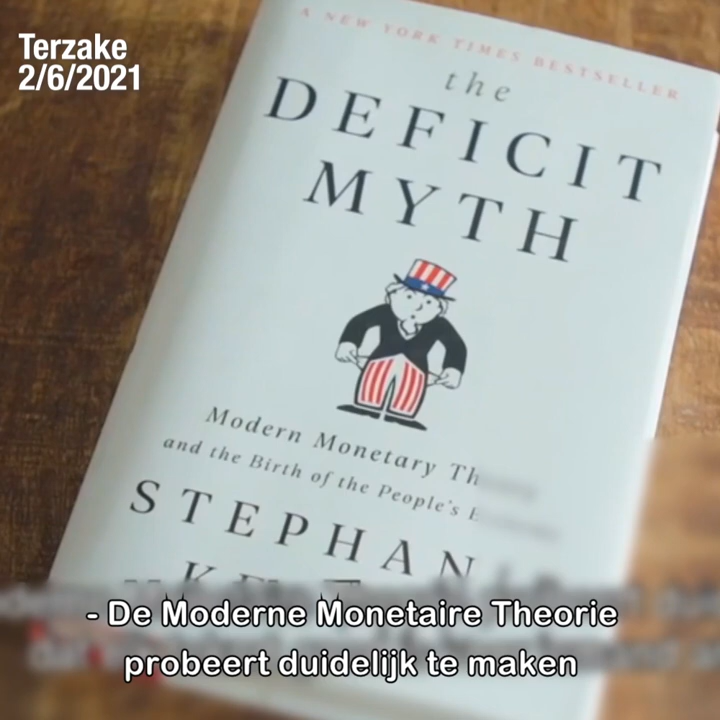 Terzake
2/6/2021
A NEW YORK TIMES BESTSELLER
the
DEFICIT
MYTH
Modern Monetary Th
and the Birth of the People's
STEPHAN
- De Moderne Monetaire Theorie
probeert duidelijk te maken